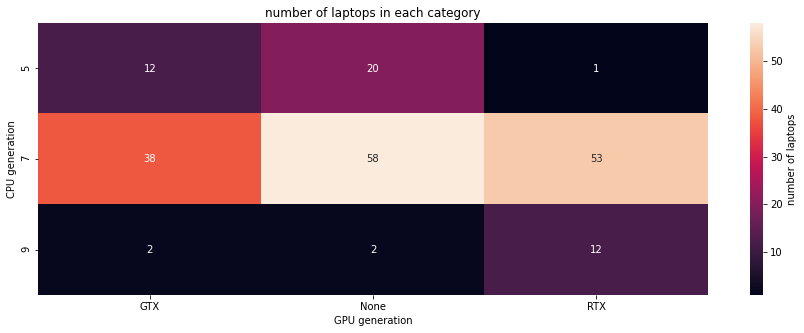 number of laptops in each category
CPU generation
5
12
20
1
7
38
58
53
9
2
2
12
GTX
None
RTX
GPU generation
50
40
30
20
10
number of laptops